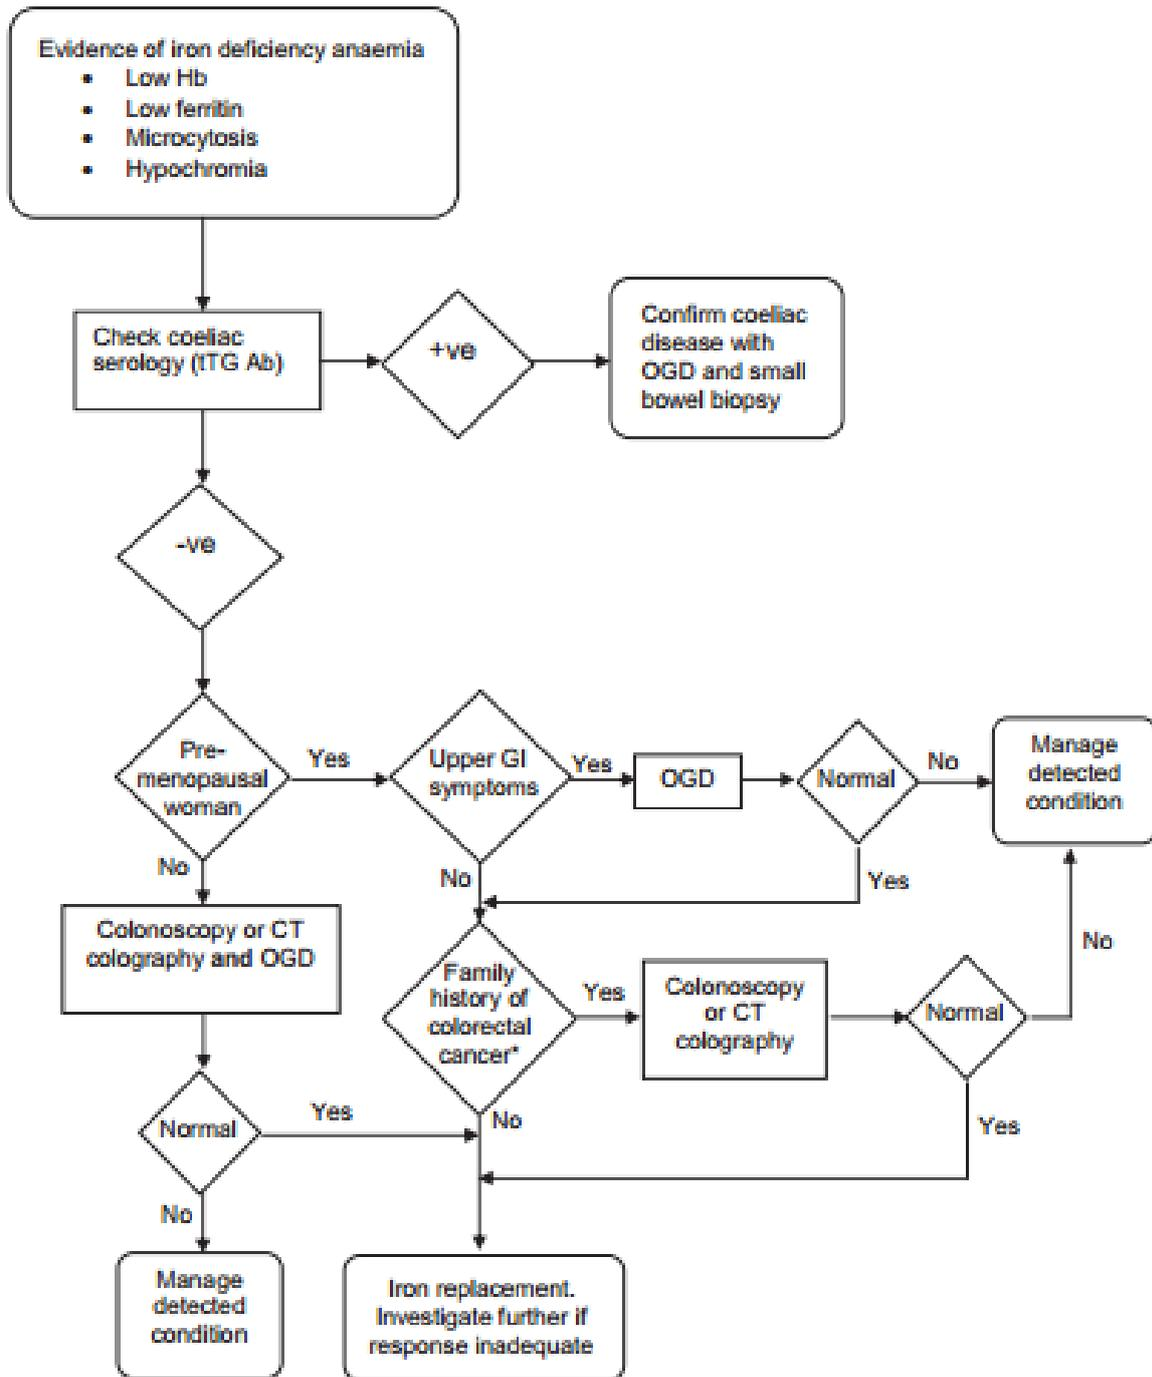 Evidence of iron deficiency anaemia
• Low Hb
• Low ferritin
• Microcytosis
• Hypochromia
Check coeliac
serology (tTG Ab)
+ve
Confirm coeliac
disease with
OGD and small
bowel biopsy
-ve
Pre-
menopausal
woman
Yes
Upper GI
symptoms
Yes
OGD
Normal
No
Manage
detected
condition
No
No
Yes
Colonoscopy or CT
colography and OGD
Family
history of
colorectal
cancer*
Yes
Colonoscopy
or CT
colography
Normal
No
Normal
Yes
No
Yes
No
Manage
detected
condition
Iron replacement.
Investigate further if
response inadequate